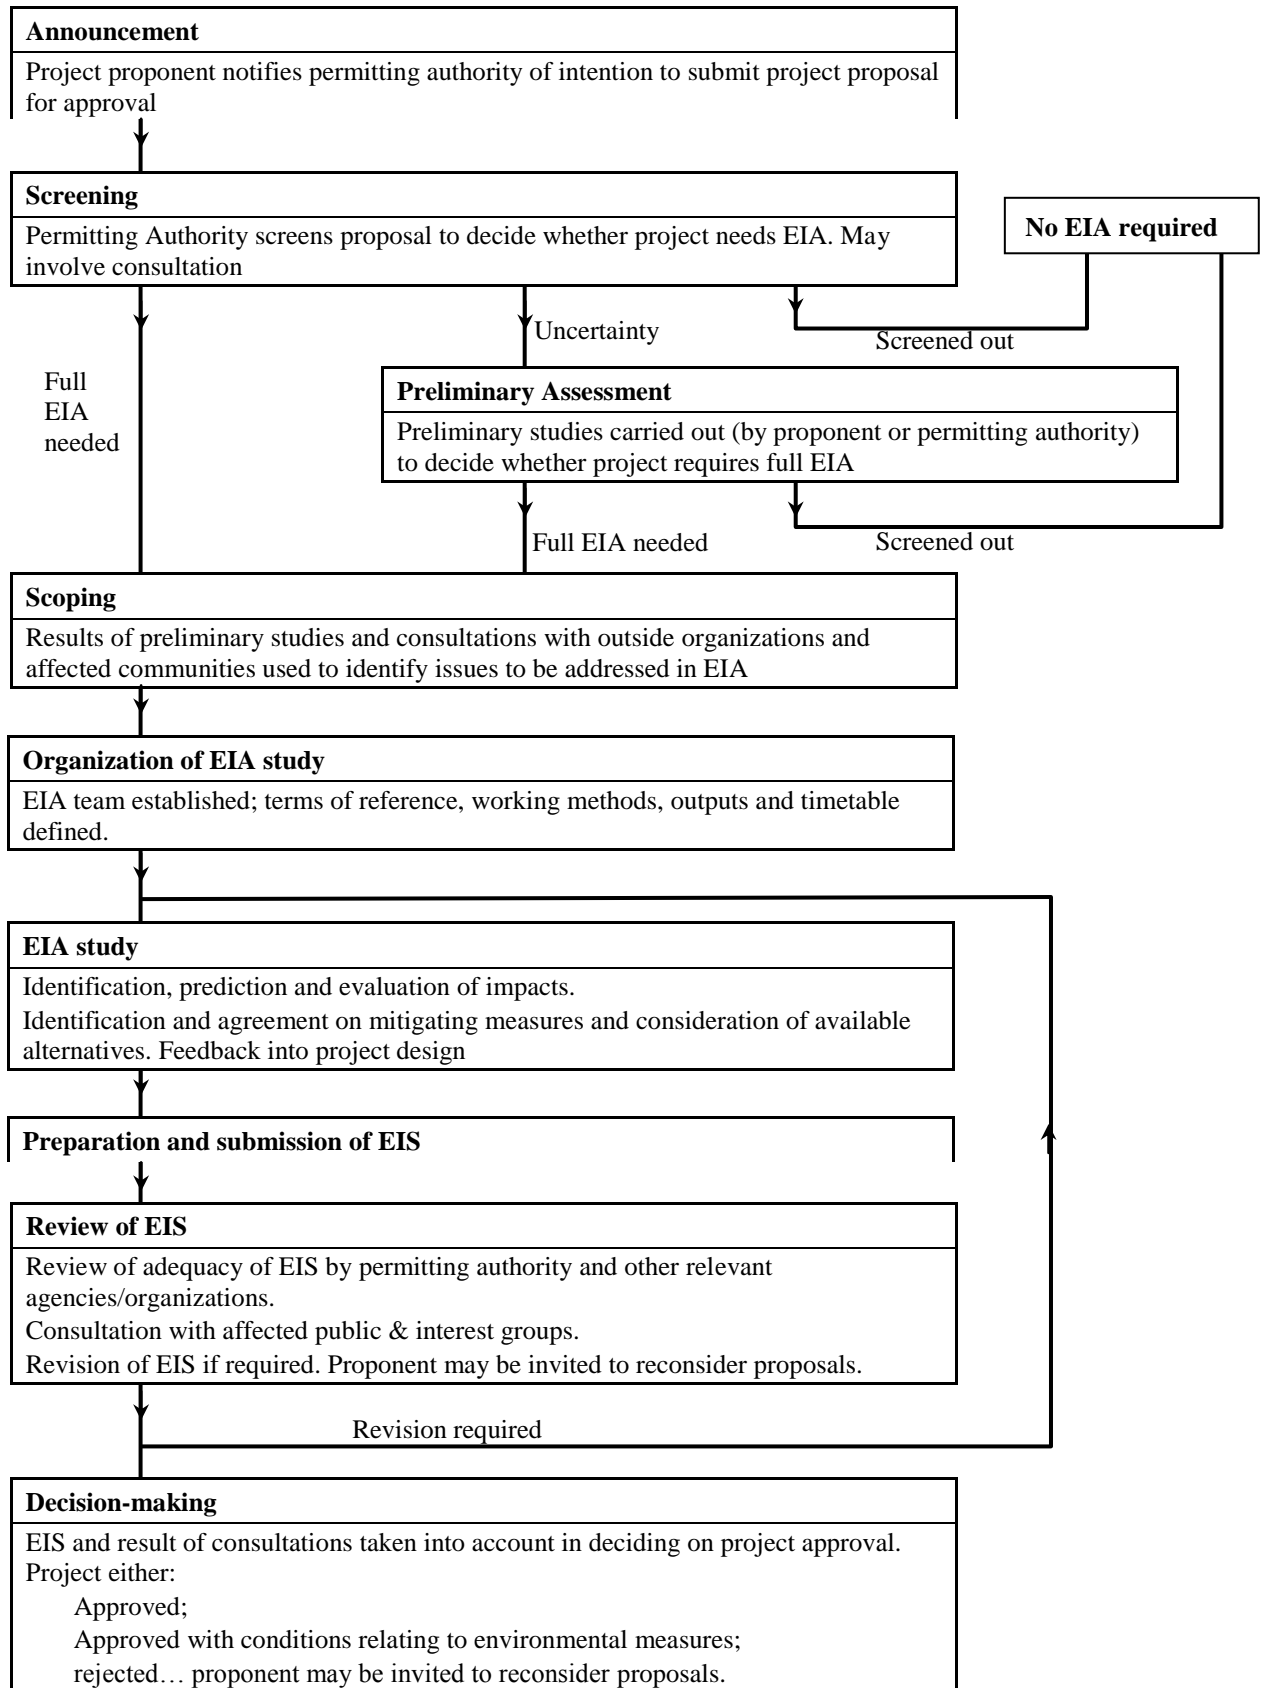 Announcement
Project proponent notifies permitting authority of intention to submit project proposal
for approval
Screening
Permitting Authority screens proposal to decide whether project needs EIA. May
involve consultation
No EIA required
Uncertainty
Screened out
Full
EIA
needed
Preliminary Assessment
Preliminary studies carried out (by proponent or permitting authority)
to decide whether project requires full EIA
Full EIA needed
Screened out
Scoping
Results of preliminary studies and consultations with outside organizations and
affected communities used to identify issues to be addressed in EIA
Organization of EIA study
EIA team established; terms of reference, working methods, outputs and timetable
defined.
EIA study
Identification, prediction and evaluation of impacts.
Identification and agreement on mitigating measures and consideration of available
alternatives. Feedback into project design
Preparation and submission of EIS
Review of EIS
Review of adequacy of EIS by permitting authority and other relevant
agencies/organizations.
Consultation with affected public & interest groups.
Revision of EIS if required. Proponent may be invited to reconsider proposals.
Revision required
Decision-making
EIS and result of consultations taken into account in deciding on project approval.
Project either:
Approved;
Approved with conditions relating to environmental measures;
rejected… proponent may be invited to reconsider proposals.